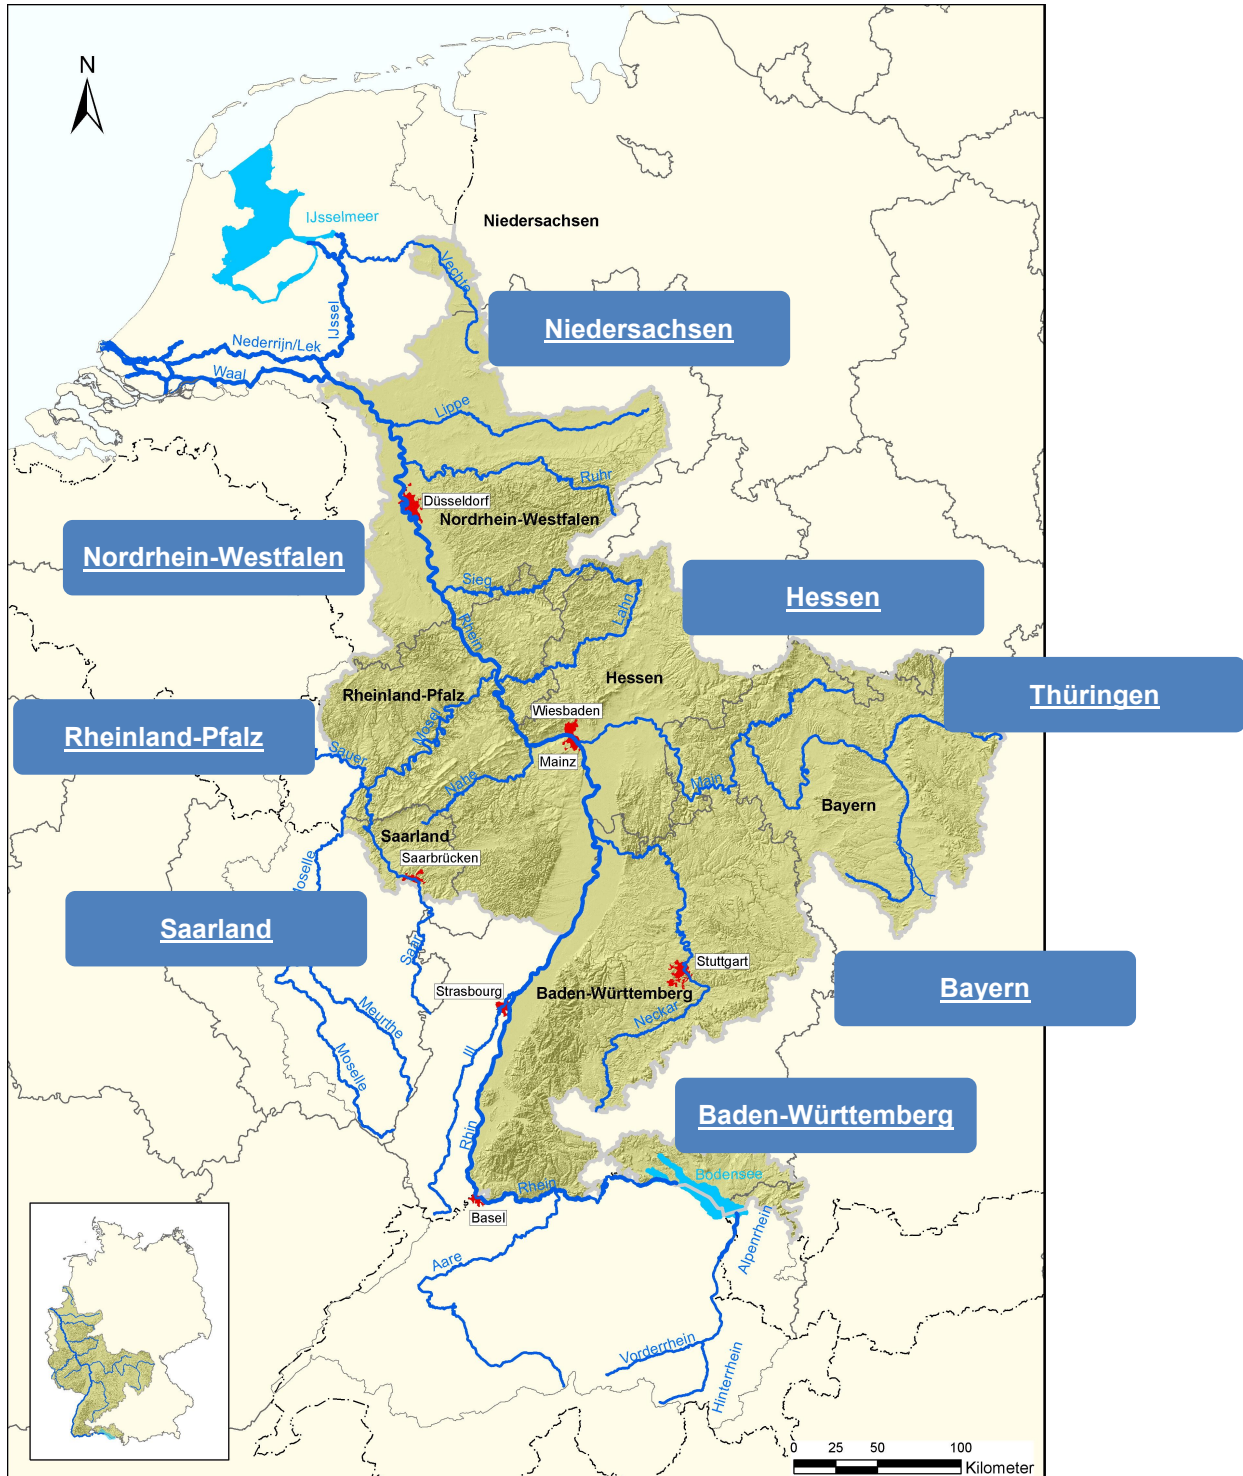 N
IJsselmeer
Niedersachsen
Vechte
IJssel
Niedersachsen
Nederrijn/Lek
Waal
Lippe
Ruhr
Düsseldorf
Nordrhein-Westfalen
Nordrhein-Westfalen
Sieg
Lahn
Hessen
Rhein
Hessen
Rheinland-Pfalz
Thüringen
Wiesbaden
Mosel
Rheinland-Pfalz
Sauer
Mainz
Nahe
Main
Bayern
Saarland
Saarbrücken
Moselle
Saarland
Saar
Stuttgart
Strasbourg
Baden-Württemberg
Bayern
Neckar
Meurthe
Ill
Moselle
Baden-Württemberg
Rhin
Bodensee
Rhein
Basel
Alpenrhein
Aare
Vorderrhein
Hinterrhein
0 25 50 100
Kilometer